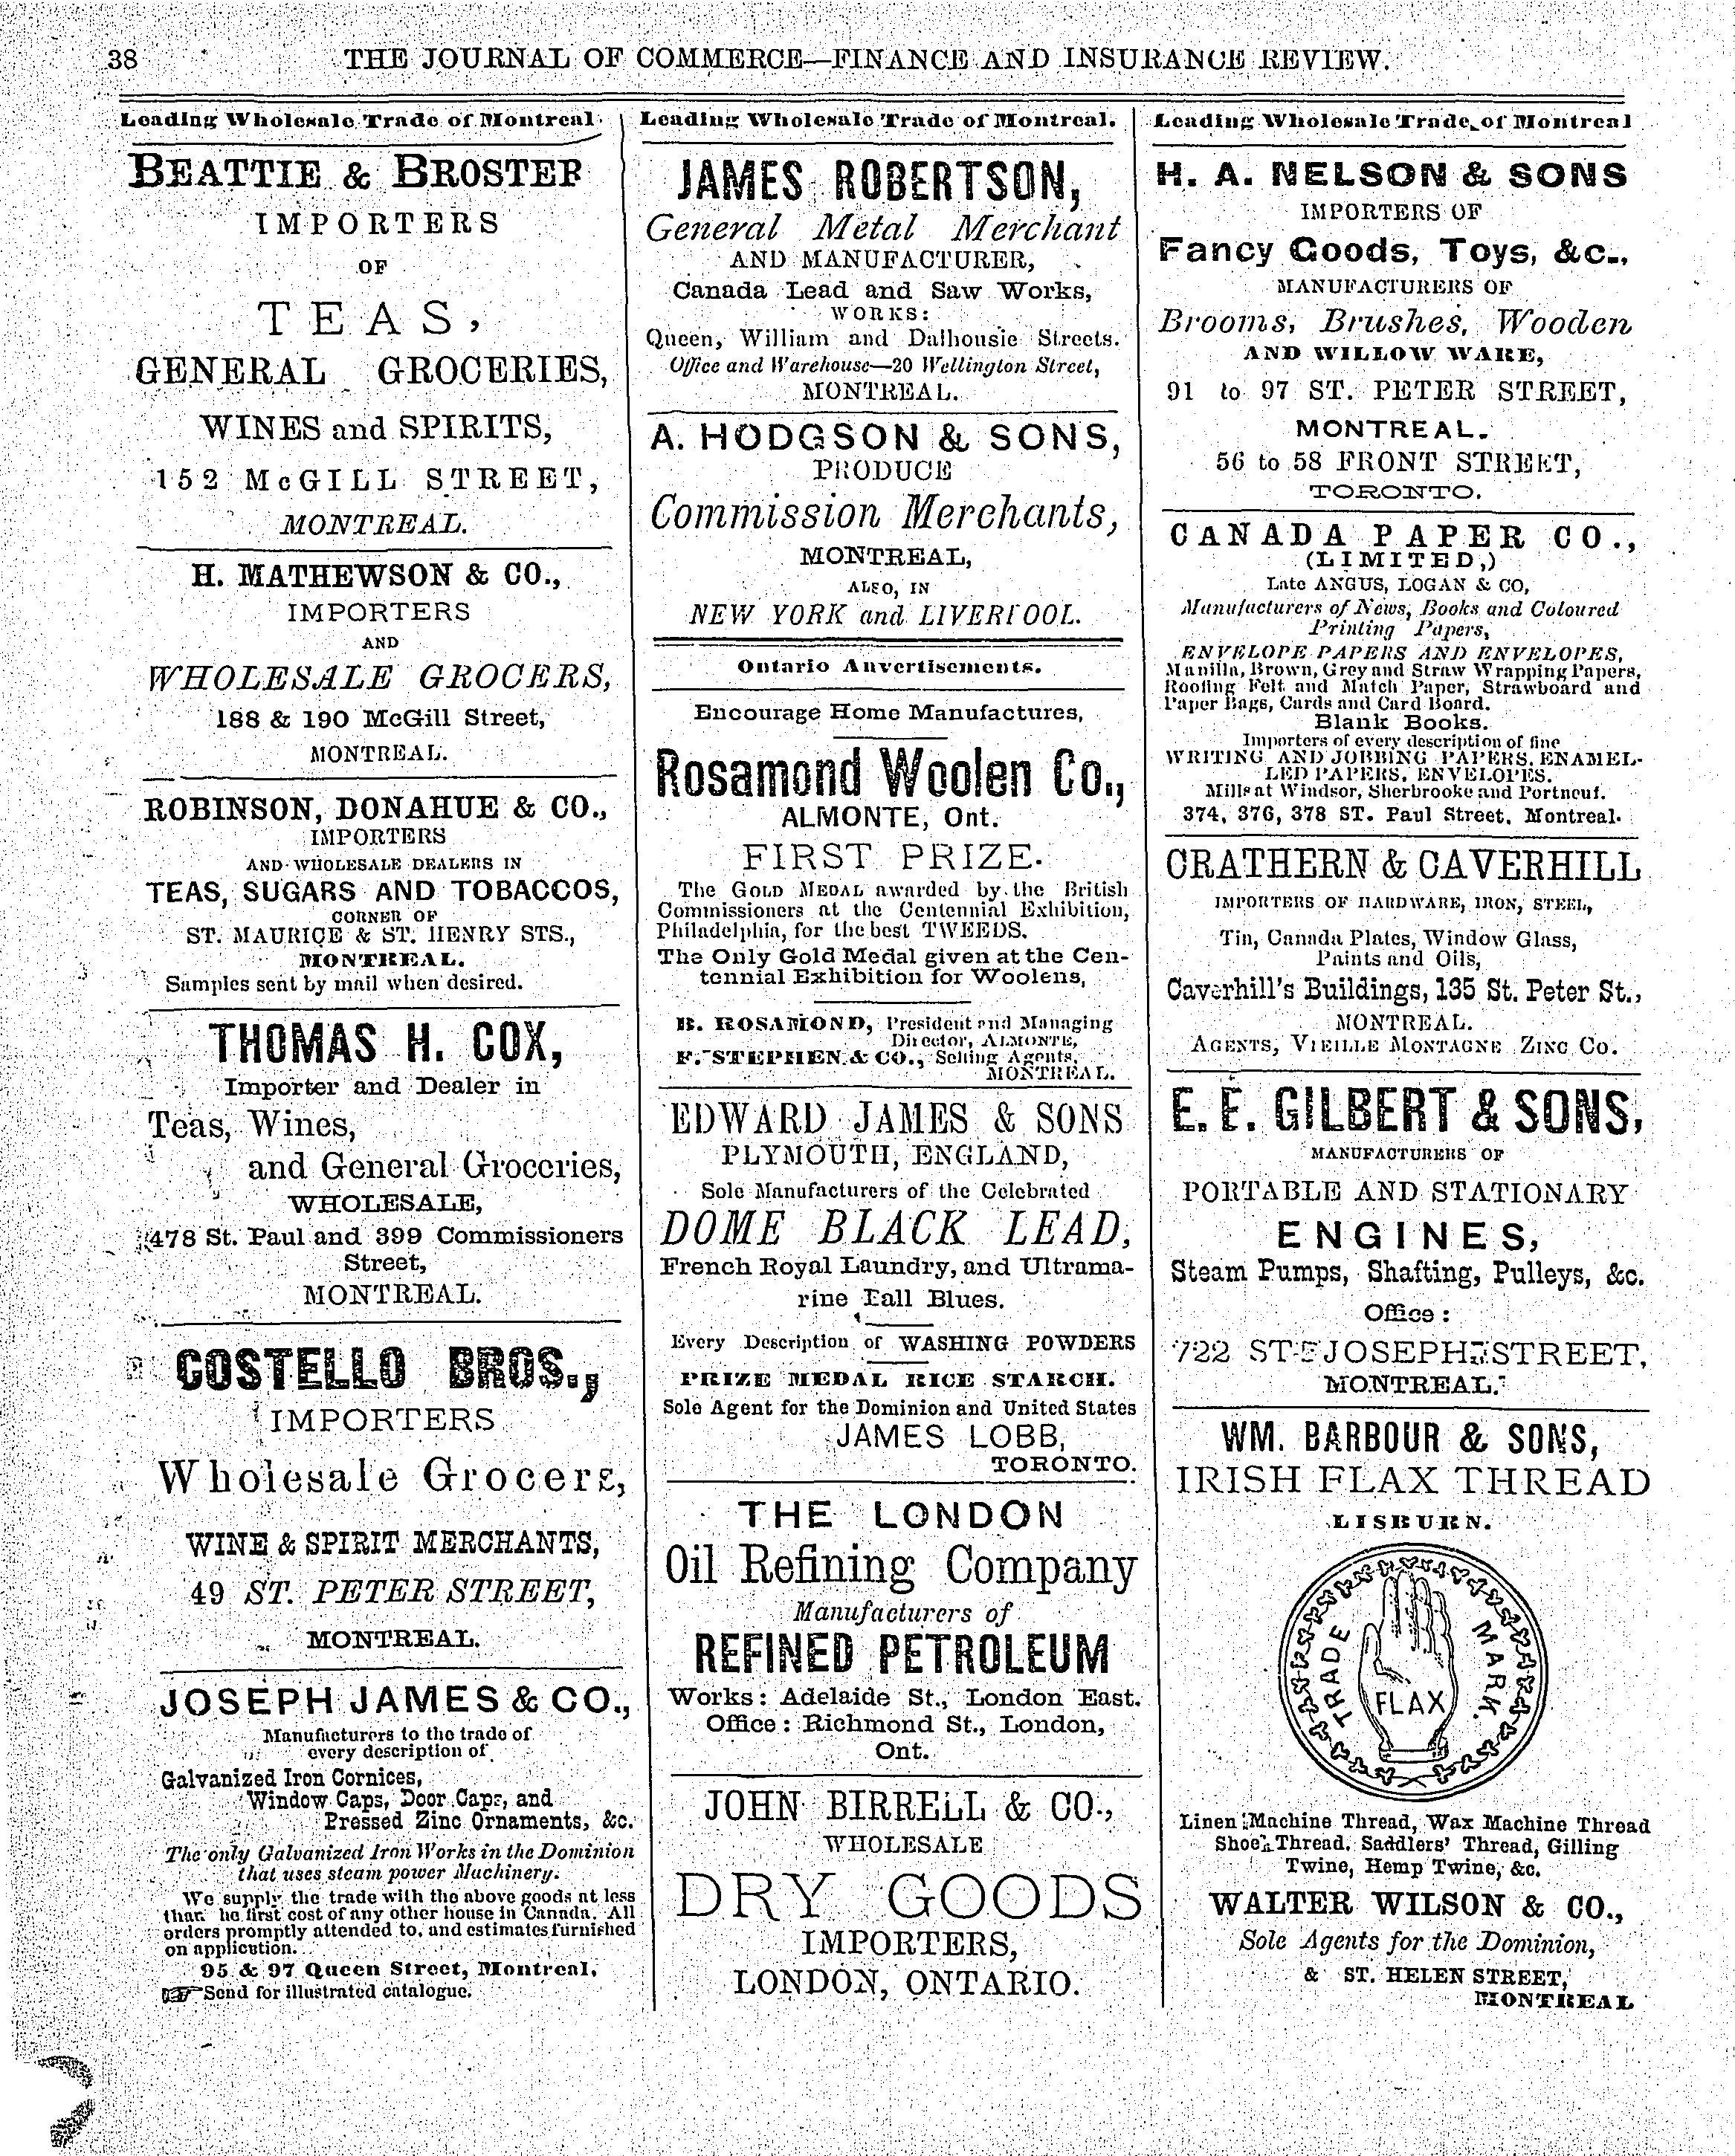 38
THE JOURNAL OF COMMERCE—FINANCE AND INSURANCE REVIEW.
Leading Wholesale Trade of Montreal
BEATTIE & BROSTER
IMPORTERS
OF
TEAS,
GENERAL GROCERIES,
WINES and SPIRITS,
152 McGILL STREET,
MONTREAL.
H. MATHEWSON & CO.,
IMPORTERS
AND
WHOLESALE GROCERS,
188 & 190 McGill Street,
MONTREAL.
ROBINSON, DONAHUE & CO.,
IMPORTERS
AND WHOLESALE DEALERS IN
TEAS, SUGARS AND TOBACCOS,
CORNER OF
ST. MAURICE & ST. HENRY STS.,
MONTREAL.
Samples sent by mail when desired.
THOMAS H. COX,
Importer and Dealer in
Teas, Wines,
and General Groceries,
WHOLESALE,
478 St. Paul and 399 Commissioners
Street,
MONTREAL.
COSTELLO BROS.,
IMPORTERS
Wholesale Grocers,
WINE & SPIRIT MERCHANTS,
49 ST. PETER STREET,
MONTREAL.
JOSEPH JAMES & CO.,
Manufacturers to the trade of
every description of
Galvanized Iron Cornices,
Window Caps, Door Caps, and
Pressed Zinc Ornaments, &c.
The only Galvanized Iron Works in the Dominion
that uses steam power Machinery.
We supply the trade with the above goods at less
than he first cost of any other house in Canada. All
orders promptly attended to, and estimates furnished
on application.
95 & 97 Queen Street, Montreal.
☞ Send for illustrated catalogue.
Leading Wholesale Trade of Montreal.
JAMES ROBERTSON,
General Metal Merchant
AND MANUFACTURER,
Canada Lead and Saw Works,
WORKS:
Queen, William and Dalhousie Streets.
Office and Warehouse—20 Wellington Street,
MONTREAL.
A. HODGSON & SONS,
PRODUCE
Commission Merchants,
MONTREAL,
ALSO, IN
NEW YORK and LIVERPOOL.
Ontario Advertisements.
Encourage Home Manufactures,
Rosamond Woolen Co.,
ALMONTE, Ont.
FIRST PRIZE.
The GOLD MEDAL awarded by the British
Commissioners at the Centennial Exhibition,
Philadelphia, for the best TWEEDS.
The Only Gold Medal given at the Cen-
tennial Exhibition for Woolens,
B. ROSAMOND, President and Managing
Director, ALMONTE,
F. STEPHEN & CO., Selling Agents,
MONTREAL.
EDWARD JAMES & SONS
PLYMOUTH, ENGLAND,
Sole Manufacturers of the Celebrated
DOME BLACK LEAD,
French Royal Laundry, and Ultrama-
rine Ball Blues.
Every Description of WASHING POWDERS
PRIZE MEDAL RICE STARCH.
Sole Agent for the Dominion and United States
JAMES LOBB,
TORONTO.
THE LONDON
Oil Refining Company
Manufacturers of
REFINED PETROLEUM
Works: Adelaide St., London East.
Office: Richmond St., London,
Ont.
JOHN BIRRELL & CO.,
WHOLESALE
DRY GOODS
IMPORTERS,
LONDON, ONTARIO.
Leading Wholesale Trade of Montreal
H. A. NELSON & SONS
IMPORTERS OF
Fancy Goods, Toys, &c.,
MANUFACTURERS OF
Brooms, Brushes, Wooden
AND WILLOW WARE,
91 to 97 ST. PETER STREET,
MONTREAL.
56 to 58 FRONT STREET,
TORONTO.
CANADA PAPER CO.,
(LIMITED,)
Late ANGUS, LOGAN & CO,
Manufacturers of News, Books and Coloured
Printing Papers,
ENVELOPE PAPERS AND ENVELOPES,
Manilla, Brown, Grey and Straw Wrapping Papers,
Roofing Felt and Match Paper, Strawboard and
Paper Bags, Cards and Card Board.
Blank Books.
Importers of every description of fine
WRITING AND JOBBING PAPERS, ENAMEL-
LED PAPERS, ENVELOPES.
Mills at Windsor, Sherbrooke and Portneuf.
374, 376, 378 ST. Paul Street, Montreal.
CRATHERN & CAVERHILL
IMPORTERS OF HARDWARE, IRON, STEEL,
Tin, Canada Plates, Window Glass,
Paints and Oils,
Caverhill's Buildings, 135 St. Peter St.,
MONTREAL.
AGENTS, VIEILLE MONTAGNE ZINC CO.
E. E. GILBERT & SONS,
MANUFACTURERS OF
PORTABLE AND STATIONARY
ENGINES,
Steam Pumps, Shafting, Pulleys, &c.
Office:
722 ST. JOSEPH STREET,
MONTREAL.
WM. BARBOUR & SONS,
IRISH FLAX THREAD
LISBURN.
TRADE MARK.
FLAX
Linen Machine Thread, Wax Machine Thread
Shoe Thread, Saddlers' Thread, Gilling
Twine, Hemp Twine, &c.
WALTER WILSON & CO.,
Sole Agents for the Dominion,
& ST. HELEN STREET,
MONTREAL